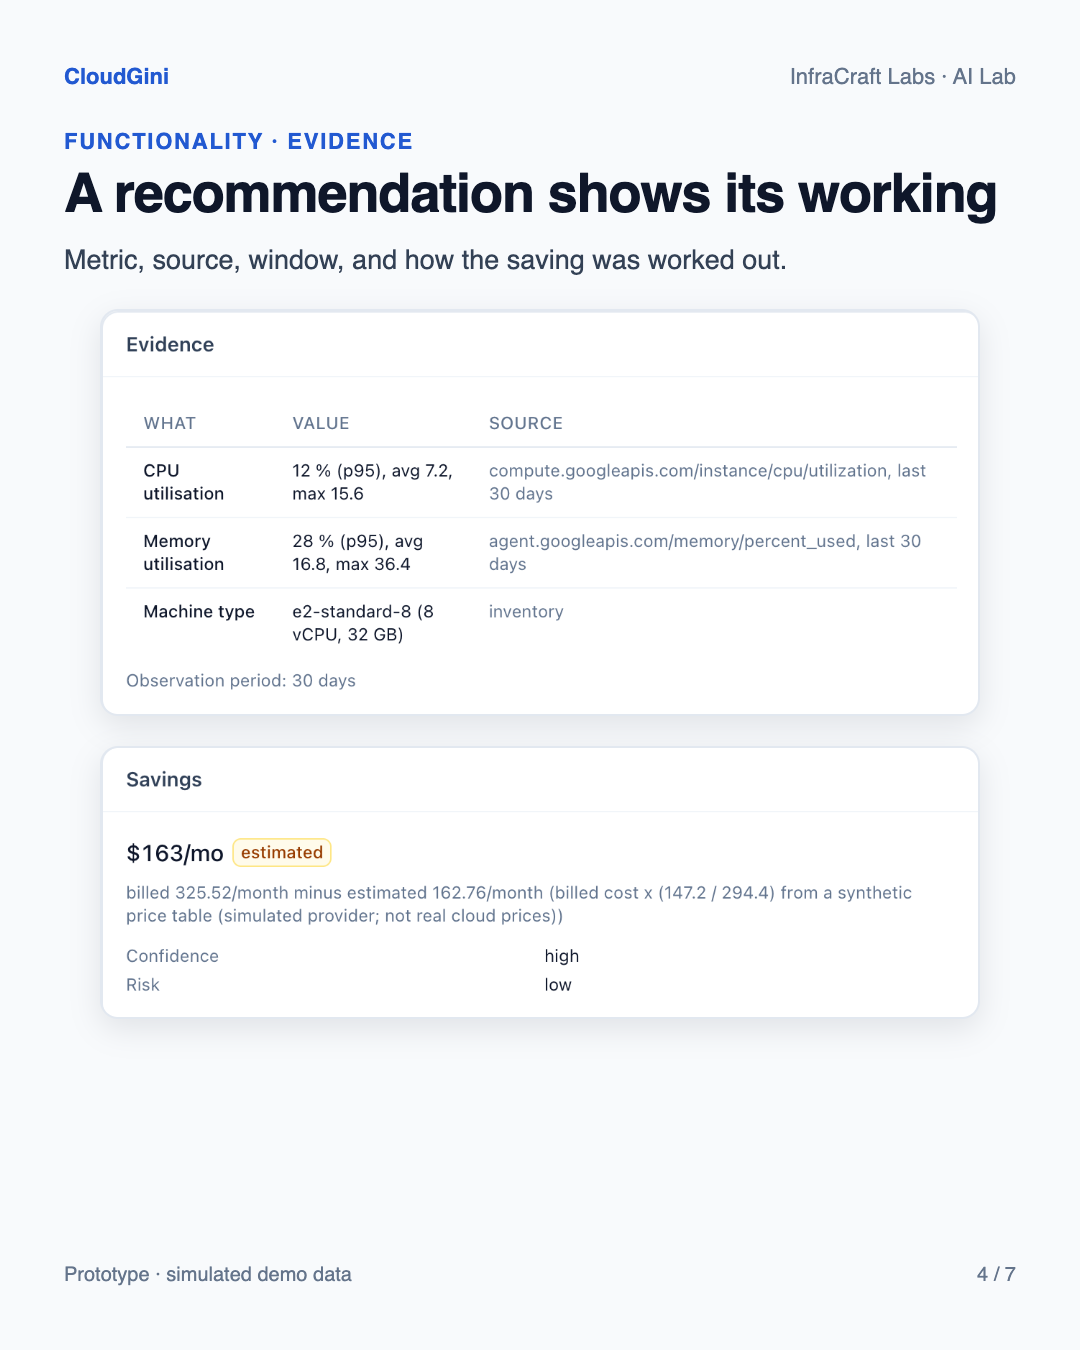 CloudGini
InfraCraft Labs · AI Lab
FUNCTIONALITY · EVIDENCE
A recommendation shows its working
Metric, source, window, and how the saving was worked out.
Evidence
WHAT VALUE SOURCE
CPU utilisation 12 % (p95), avg 7.2, max 15.6 compute.googleapis.com/instance/cpu/utilization, last 30 days
Memory utilisation 28 % (p95), avg 16.8, max 36.4 agent.googleapis.com/memory/percent_used, last 30 days
Machine type e2-standard-8 (8 vCPU, 32 GB) inventory
Observation period: 30 days
Savings
$163/mo estimated
billed 325.52/month minus estimated 162.76/month (billed cost x (147.2 / 294.4) from a synthetic
price table (simulated provider; not real cloud prices))
Confidence high
Risk low
Prototype · simulated demo data
4 / 7